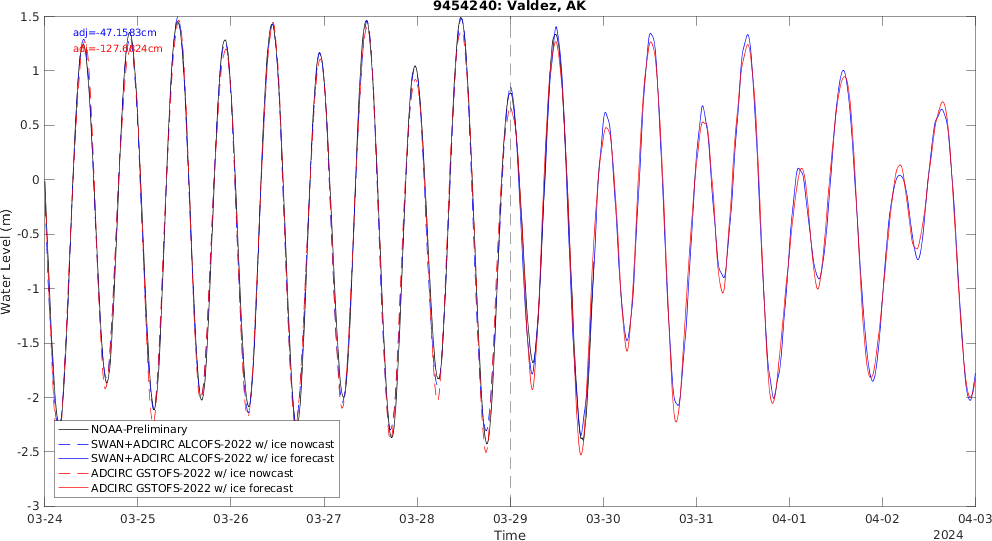 9454240: Valdez, AK
1.5
1
0.5
0
-0.5
-1
-1.5
-2
-2.5
-3
Water Level (m)
adj=-47.1583cm
adj=-127.6824cm
NOAA-Preliminary
SWAN+ADCIRC ALCOFS-2022 w/ ice nowcast
SWAN+ADCIRC ALCOFS-2022 w/ ice forecast
ADCIRC GSTOFS-2022 w/ ice nowcast
ADCIRC GSTOFS-2022 w/ ice forecast
03-24 03-25 03-26 03-27 03-28 03-29 03-30 03-31 04-01 04-02 04-03
Time
2024